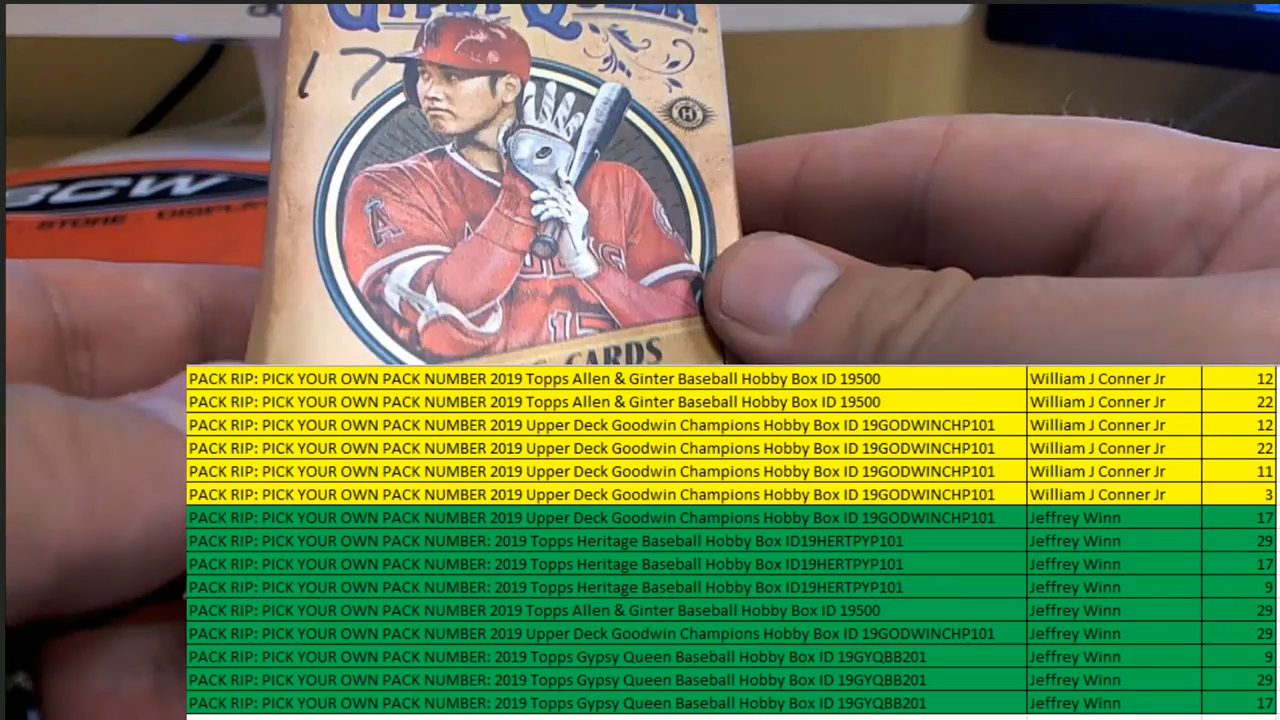 GYPSY QUEEN
17
H
BCW
STORE DISPLAY
A
17
CARDS
PACK RIP: PICK YOUR OWN PACK NUMBER 2019 Topps Allen & Ginter Baseball Hobby Box ID 19500 William J Conner Jr 12
PACK RIP: PICK YOUR OWN PACK NUMBER 2019 Topps Allen & Ginter Baseball Hobby Box ID 19500 William J Conner Jr 22
PACK RIP: PICK YOUR OWN PACK NUMBER 2019 Upper Deck Goodwin Champions Hobby Box ID 19GODWINCHP101 William J Conner Jr 12
PACK RIP: PICK YOUR OWN PACK NUMBER 2019 Upper Deck Goodwin Champions Hobby Box ID 19GODWINCHP101 William J Conner Jr 22
PACK RIP: PICK YOUR OWN PACK NUMBER 2019 Upper Deck Goodwin Champions Hobby Box ID 19GODWINCHP101 William J Conner Jr 11
PACK RIP: PICK YOUR OWN PACK NUMBER 2019 Upper Deck Goodwin Champions Hobby Box ID 19GODWINCHP101 William J Conner Jr 3
PACK RIP: PICK YOUR OWN PACK NUMBER 2019 Upper Deck Goodwin Champions Hobby Box ID 19GODWINCHP101 Jeffrey Winn 17
PACK RIP: PICK YOUR OWN PACK NUMBER: 2019 Topps Heritage Baseball Hobby Box ID19HERTPYP101 Jeffrey Winn 29
PACK RIP: PICK YOUR OWN PACK NUMBER: 2019 Topps Heritage Baseball Hobby Box ID19HERTPYP101 Jeffrey Winn 17
PACK RIP: PICK YOUR OWN PACK NUMBER: 2019 Topps Heritage Baseball Hobby Box ID19HERTPYP101 Jeffrey Winn 9
PACK RIP: PICK YOUR OWN PACK NUMBER 2019 Topps Allen & Ginter Baseball Hobby Box ID 19500 Jeffrey Winn 29
PACK RIP: PICK YOUR OWN PACK NUMBER 2019 Upper Deck Goodwin Champions Hobby Box ID 19GODWINCHP101 Jeffrey Winn 29
PACK RIP: PICK YOUR OWN PACK NUMBER: 2019 Topps Gypsy Queen Baseball Hobby Box ID 19GYQBB201 Jeffrey Winn 9
PACK RIP: PICK YOUR OWN PACK NUMBER: 2019 Topps Gypsy Queen Baseball Hobby Box ID 19GYQBB201 Jeffrey Winn 29
PACK RIP: PICK YOUR OWN PACK NUMBER: 2019 Topps Gypsy Queen Baseball Hobby Box ID 19GYQBB201 Jeffrey Winn 17